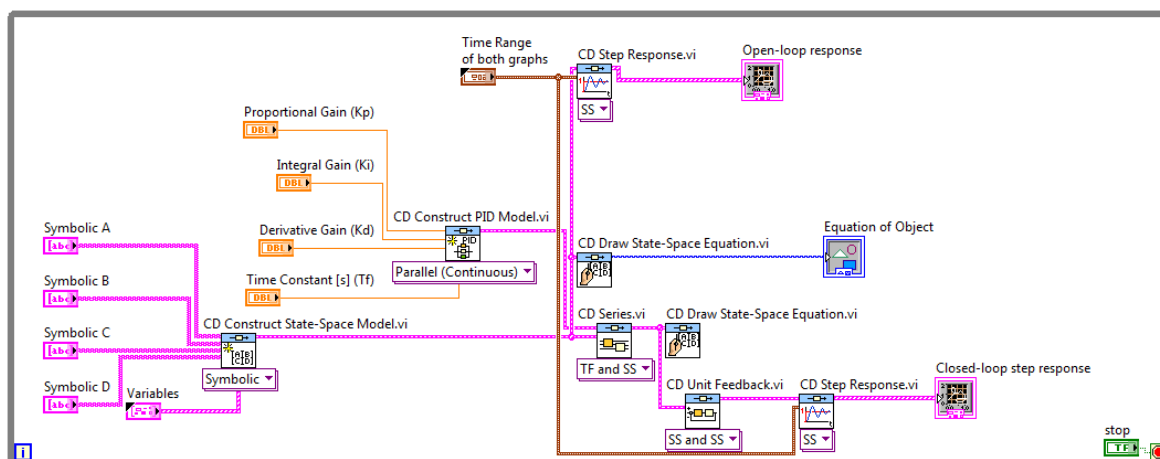 Time Range
of both graphs
CD Step Response.vi
SS
Open-loop response
Proportional Gain (Kp)
DBL
Integral Gain (Ki)
DBL
CD Construct PID Model.vi
PID
Parallel (Continuous)
Derivative Gain (Kd)
DBL
Time Constant [s] (Tf)
DBL
CD Draw State-Space Equation.vi
Equation of Object
Symbolic A
[abc]
Symbolic B
[abc]
Symbolic C
[abc]
Symbolic D
[abc]
Variables
CD Construct State-Space Model.vi
Symbolic
CD Series.vi
TF and SS
CD Draw State-Space Equation.vi
CD Unit Feedback.vi
SS and SS
CD Step Response.vi
SS
Closed-loop step response
stop
TF
i